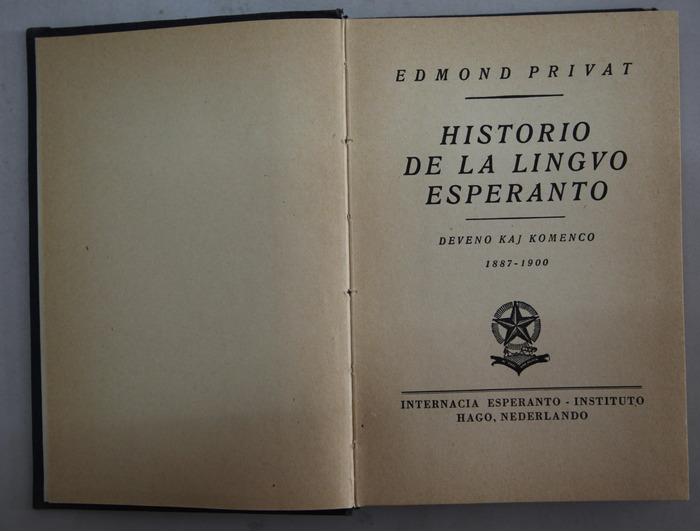 EDMOND PRIVAT
HISTORIO
DE LA LINGVO
ESPERANTO
DEVENO KAJ KOMENCO
1887-1900
INTERNACIA ESPERANTO - INSTITUTO
HAGO, NEDERLANDO